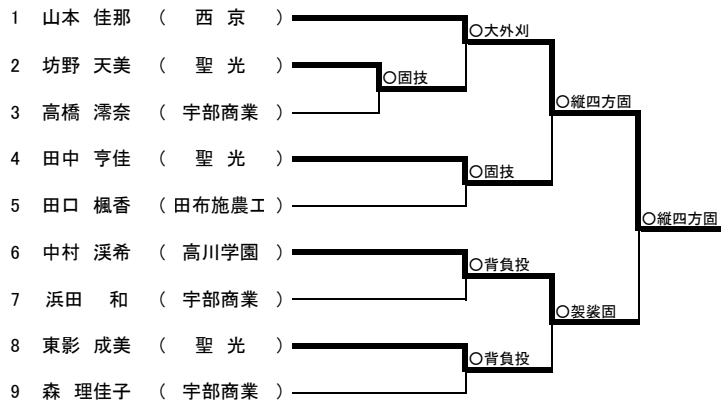 1 山本 佳那 ( 西 京 )
○大外刈
2 坊野 天美 ( 聖 光 )
○固技
○縦四方固
3 高橋 澪奈 ( 宇部商業 )
4 田中 亨佳 ( 聖 光 )
○固技
5 田口 楓香 ( 田布施農工 )
○縦四方固
6 中村 渓希 ( 高川学園 )
○背負投
7 浜田 和 ( 宇部商業 )
○袈裟固
8 東影 成美 ( 聖 光 )
○背負投
9 森 理佳子 ( 宇部商業 )